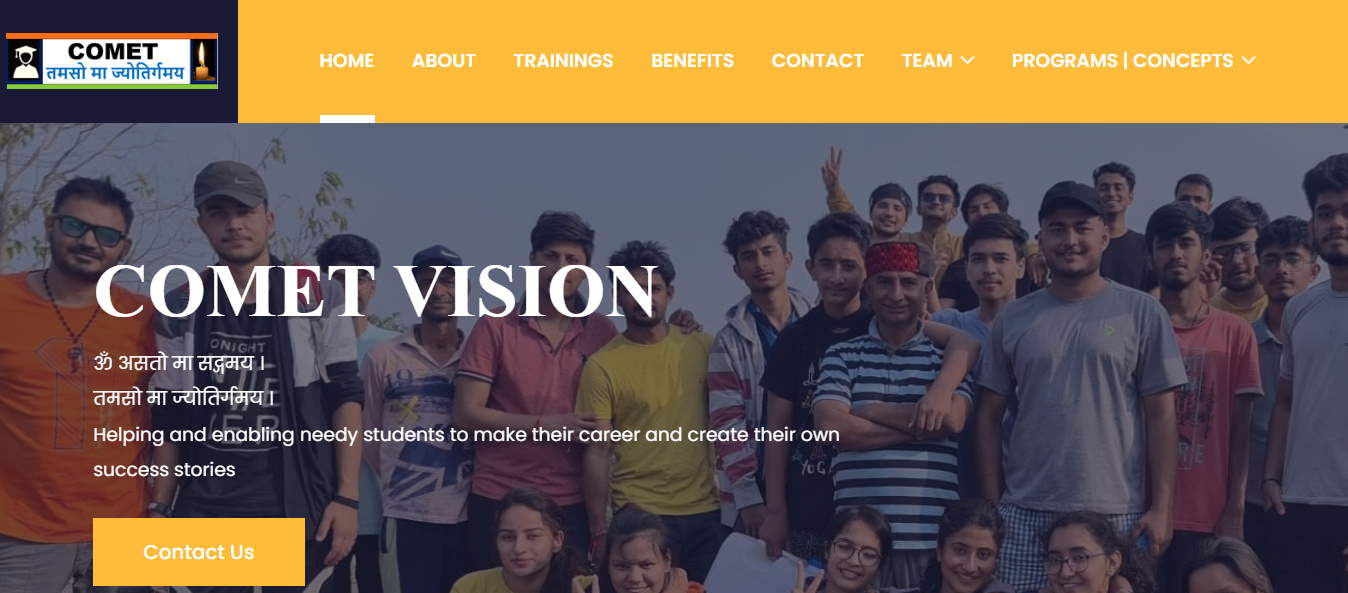 COMET
तमसो मा ज्योतिर्गमय
HOME ABOUT TRAININGS BENEFITS CONTACT TEAM PROGRAMS | CONCEPTS
COMET VISION
ॐ असतो मा सद्गमय ।
तमसो मा ज्योतिर्गमय ।
Helping and enabling needy students to make their career and create their own
success stories
Contact Us